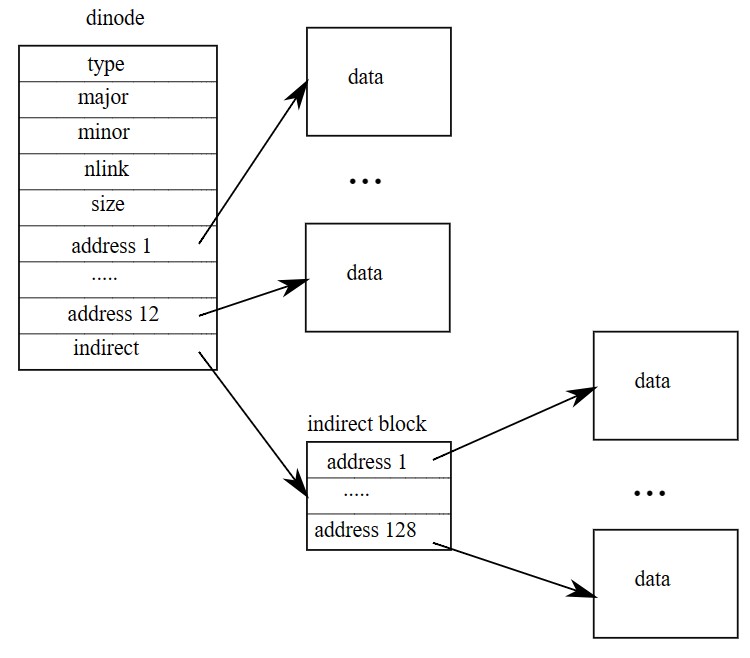 dinode
type
major
minor
nlink
size
address 1
.....
address 12
indirect
data
...
data
indirect block
address 1
.....
address 128
data
...
data